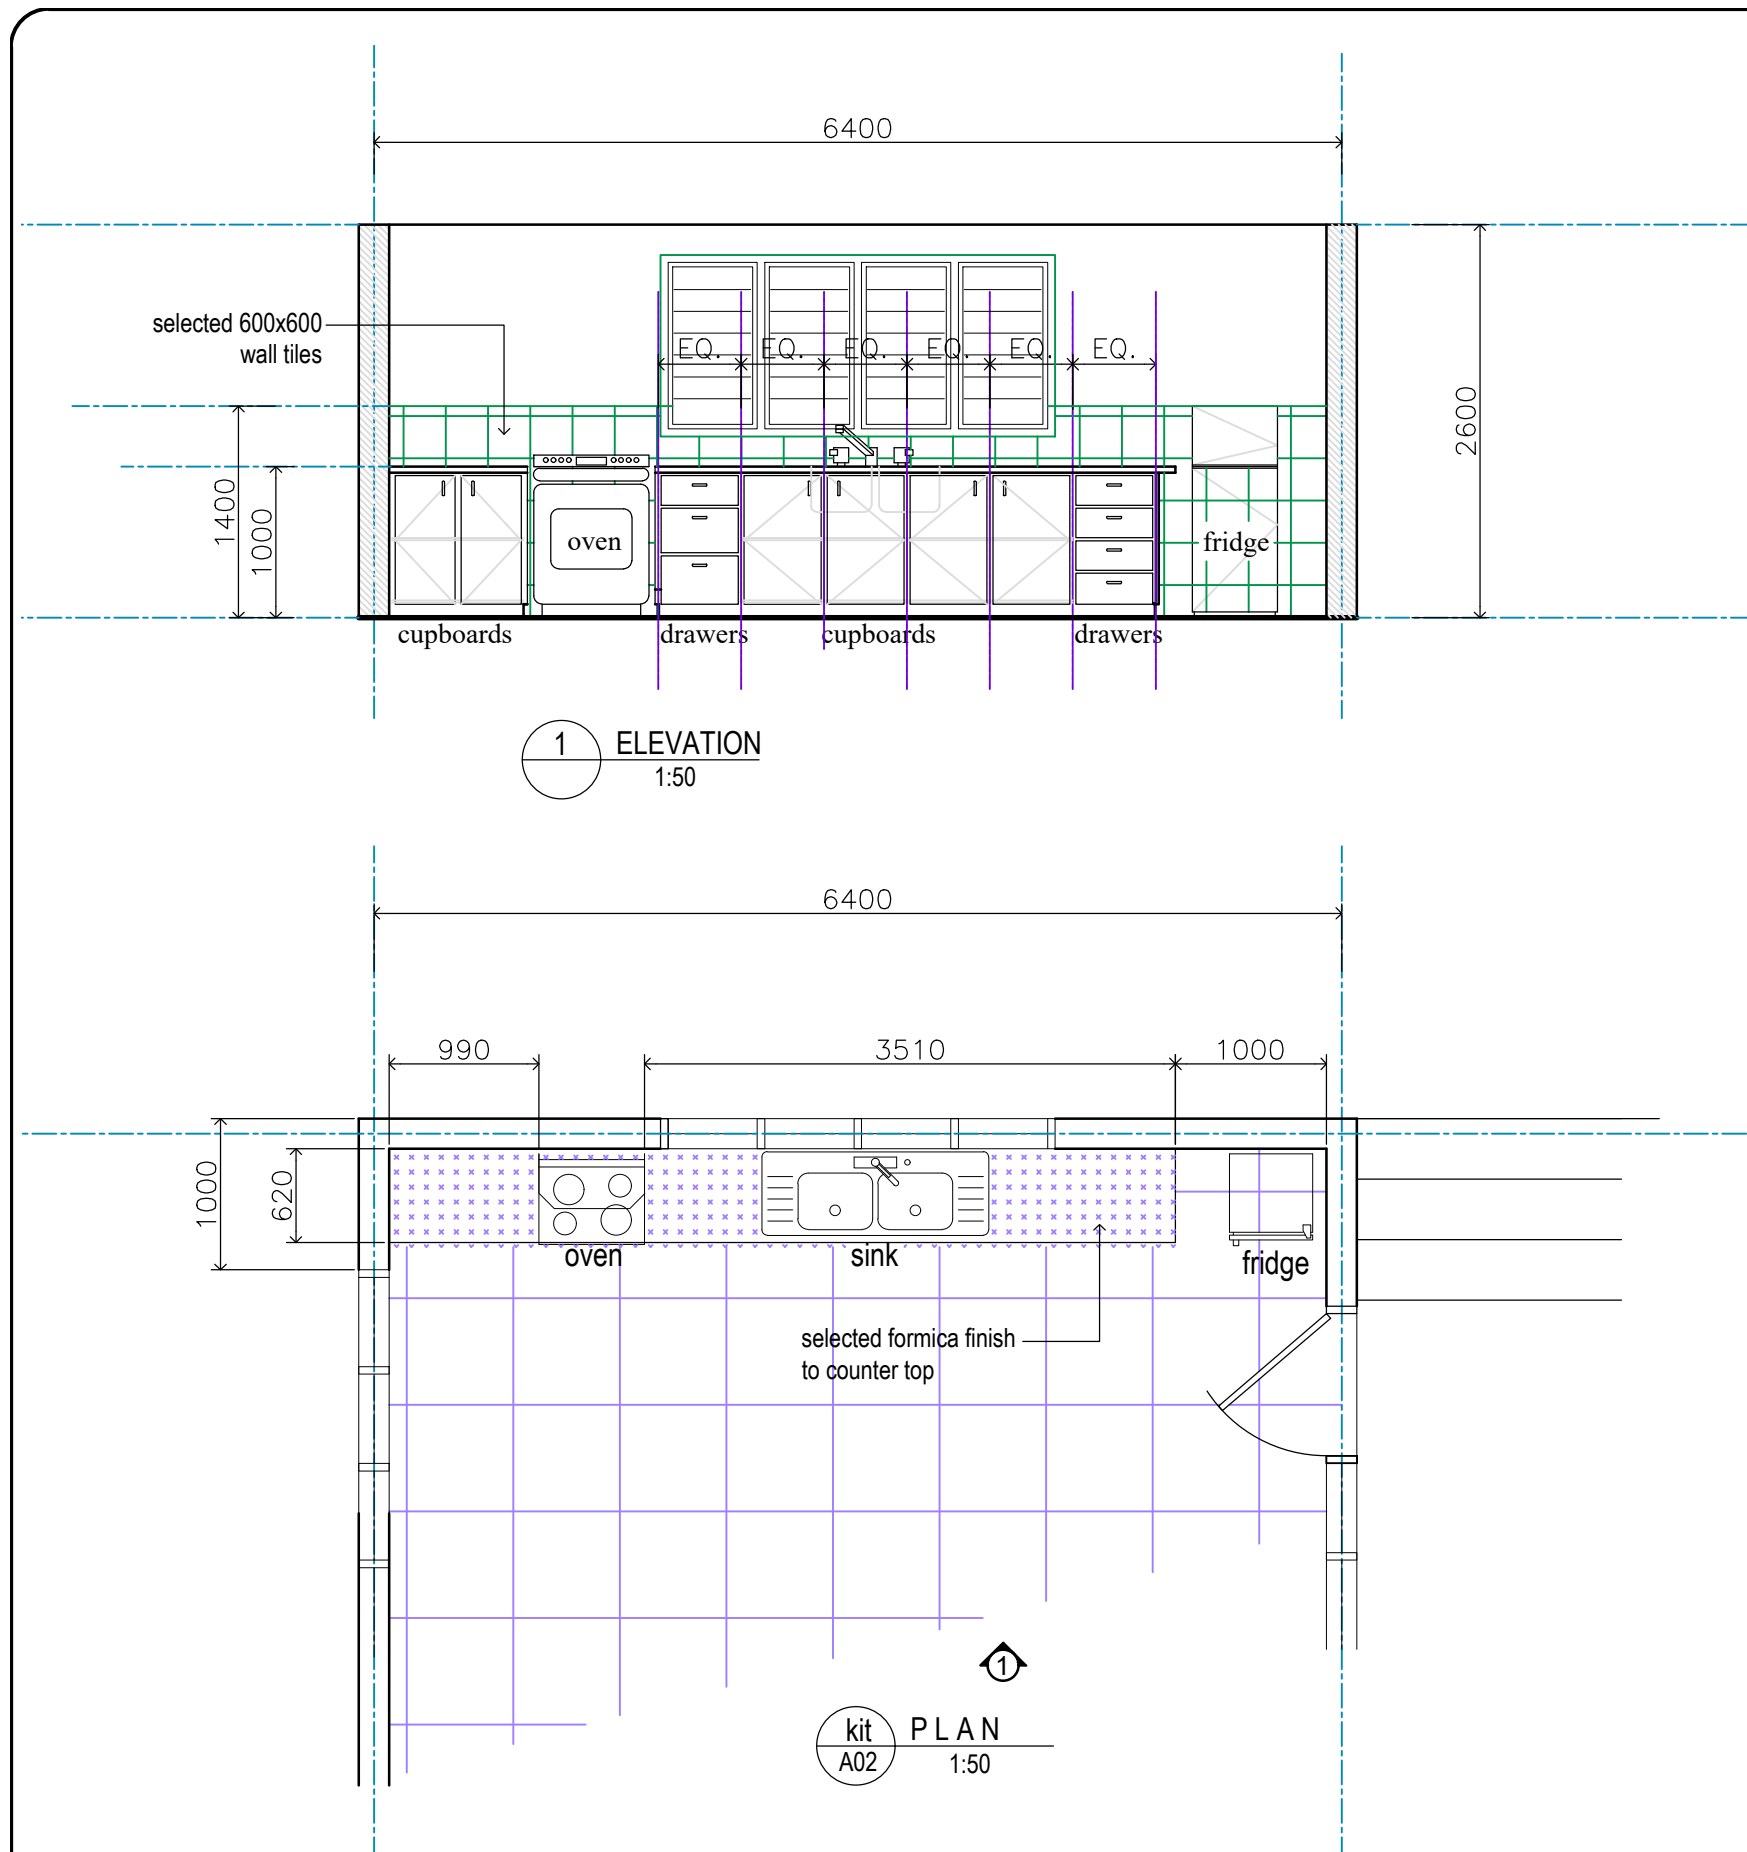 6400
selected 600x600
wall tiles
EQ. EQ. EQ. EQ. EQ. EQ.
2600
1400
1000
oven
fridge
cupboards drawers cupboards drawers
1 ELEVATION
1:50
6400
990 3510 1000
1000
620
oven sink fridge
selected formica finish
to counter top
1
kit PLAN
A02 1:50